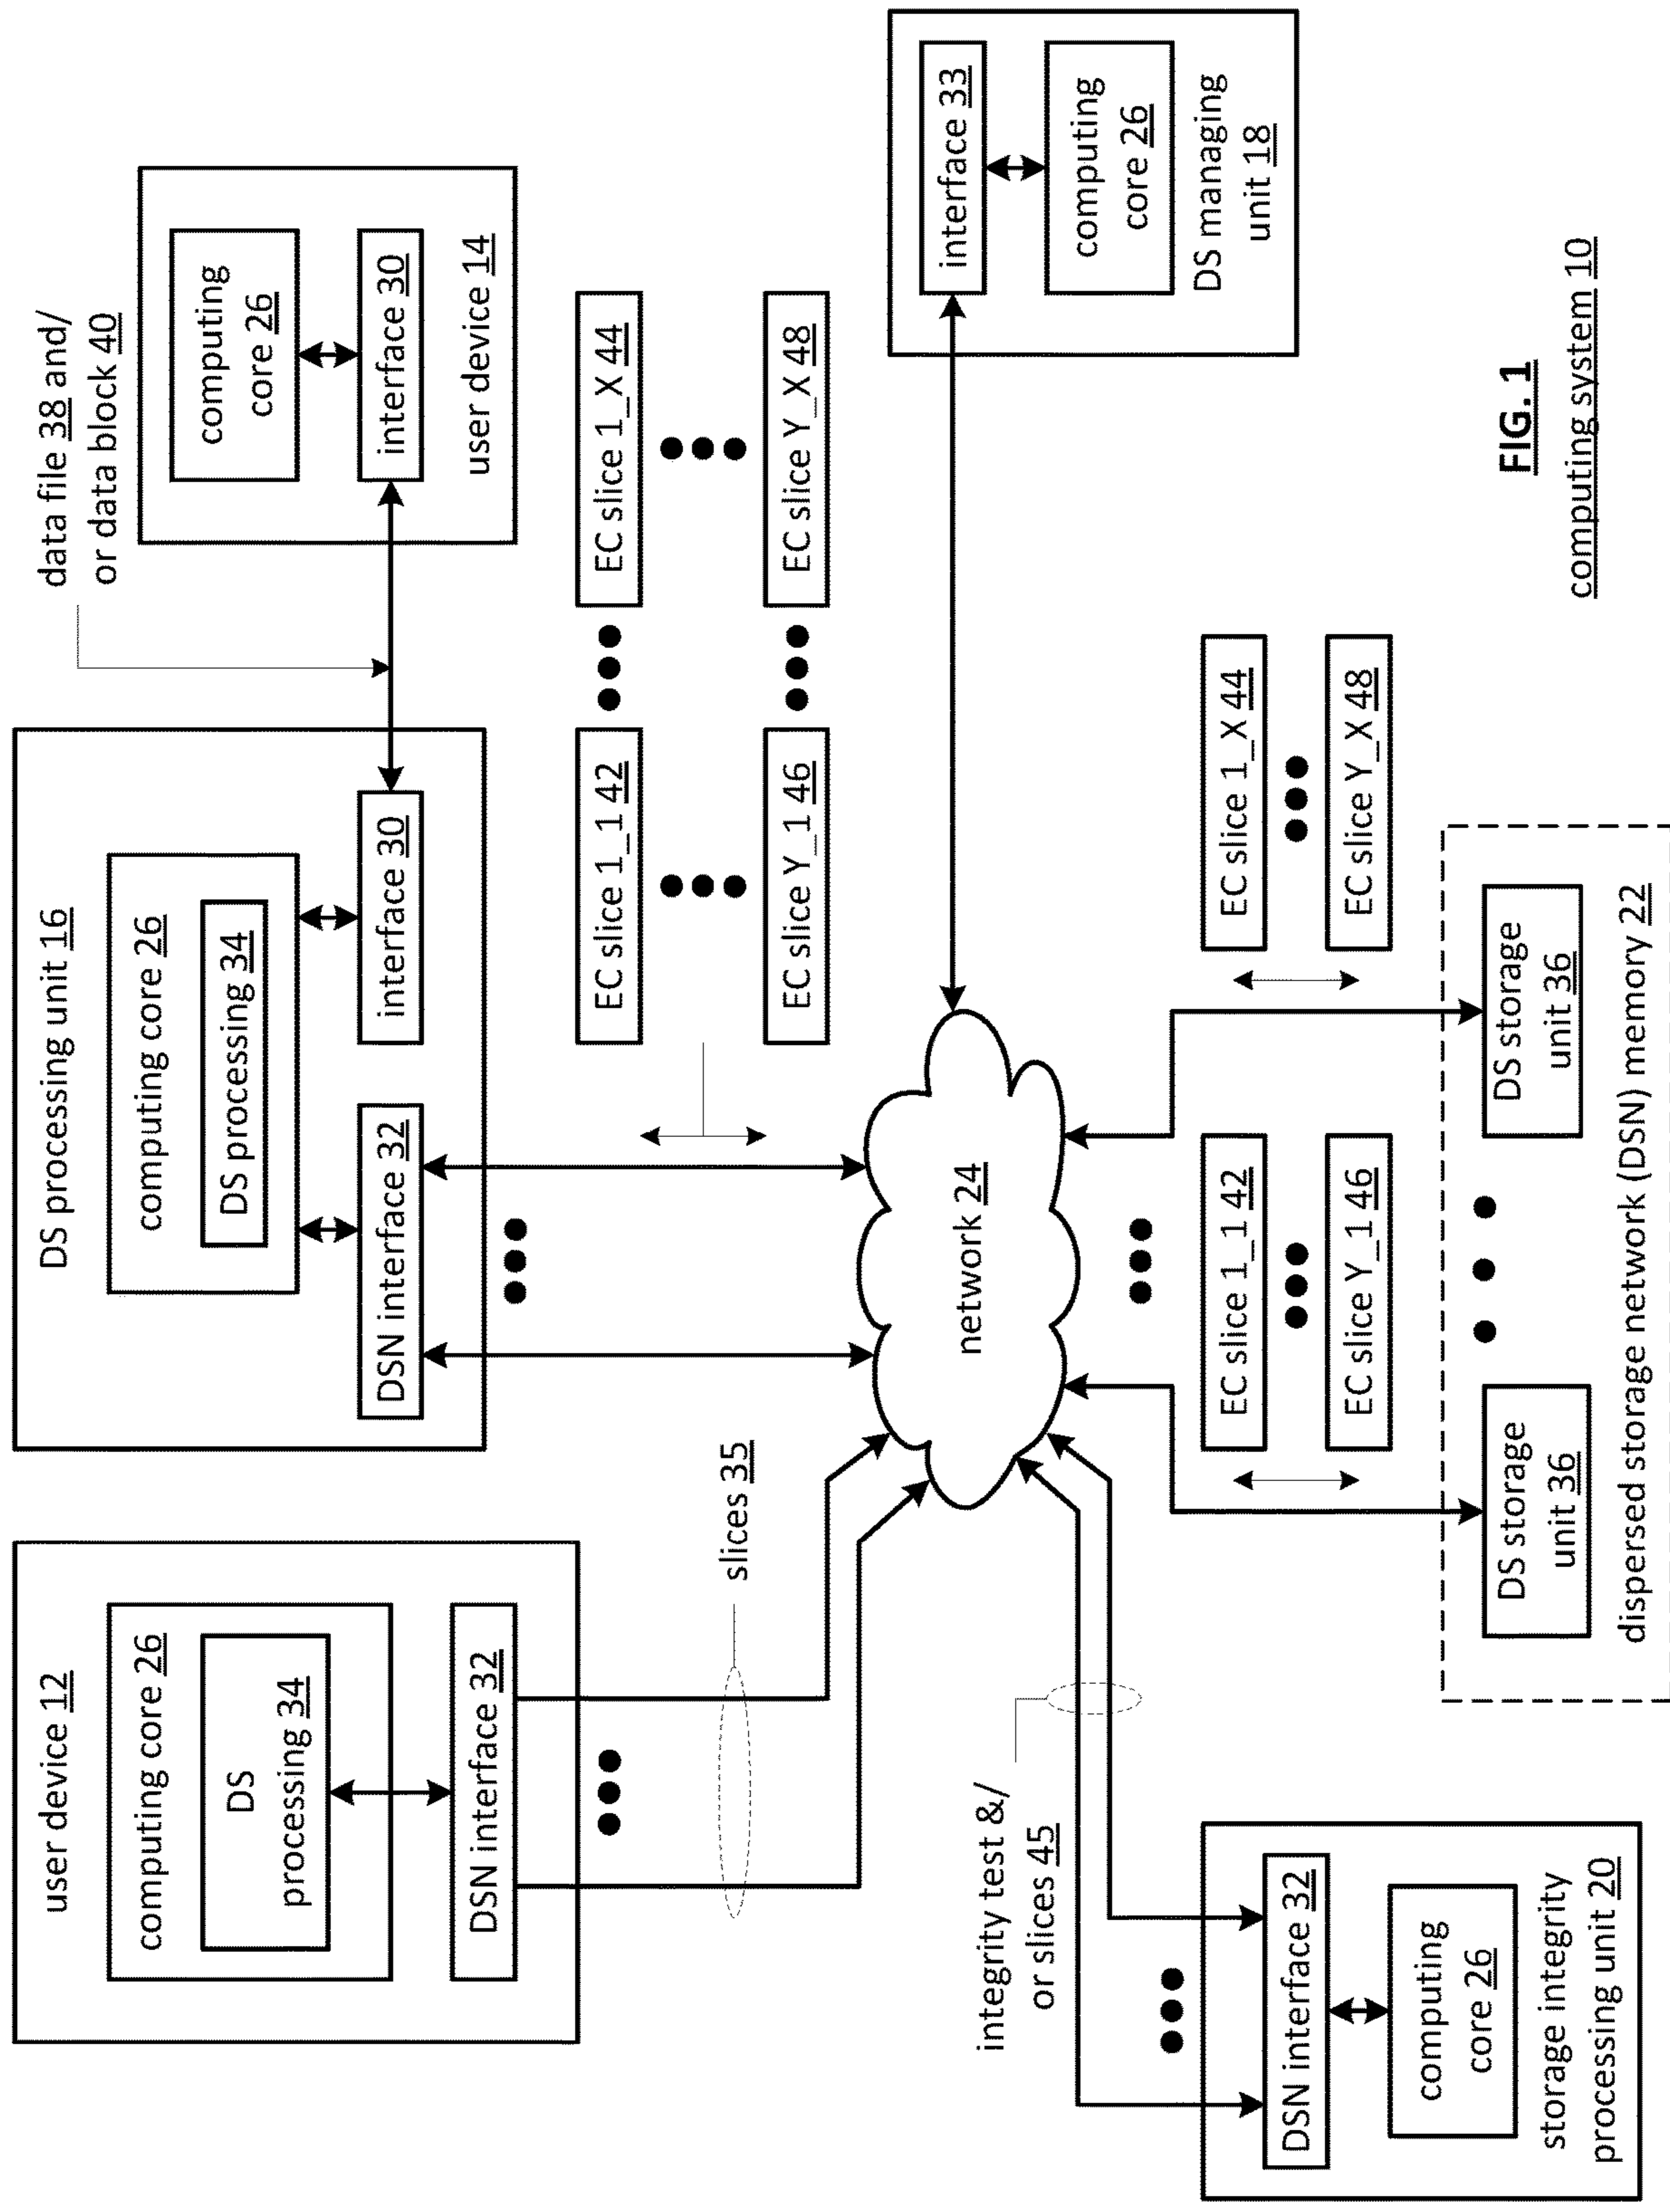 user device 12
computing core 26
DS
processing 34
DSN interface 32
slices 35
DS processing unit 16
computing core 26
DS processing 34
DSN interface 32
interface 30
data file 38 and/
or data block 40
computing
core 26
interface 30
user device 14
EC slice 1_1 42
EC slice 1_X 44
EC slice Y_1 46
EC slice Y_X 48
network 24
interface 33
computing
core 26
DS managing
unit 18
integrity test &/
or slices 45
DSN interface 32
computing
core 26
storage integrity
processing unit 20
EC slice 1_1 42
EC slice Y_1 46
EC slice 1_X 44
EC slice Y_X 48
DS storage
unit 36
DS storage
unit 36
dispersed storage network (DSN) memory 22
FIG. 1
computing system 10